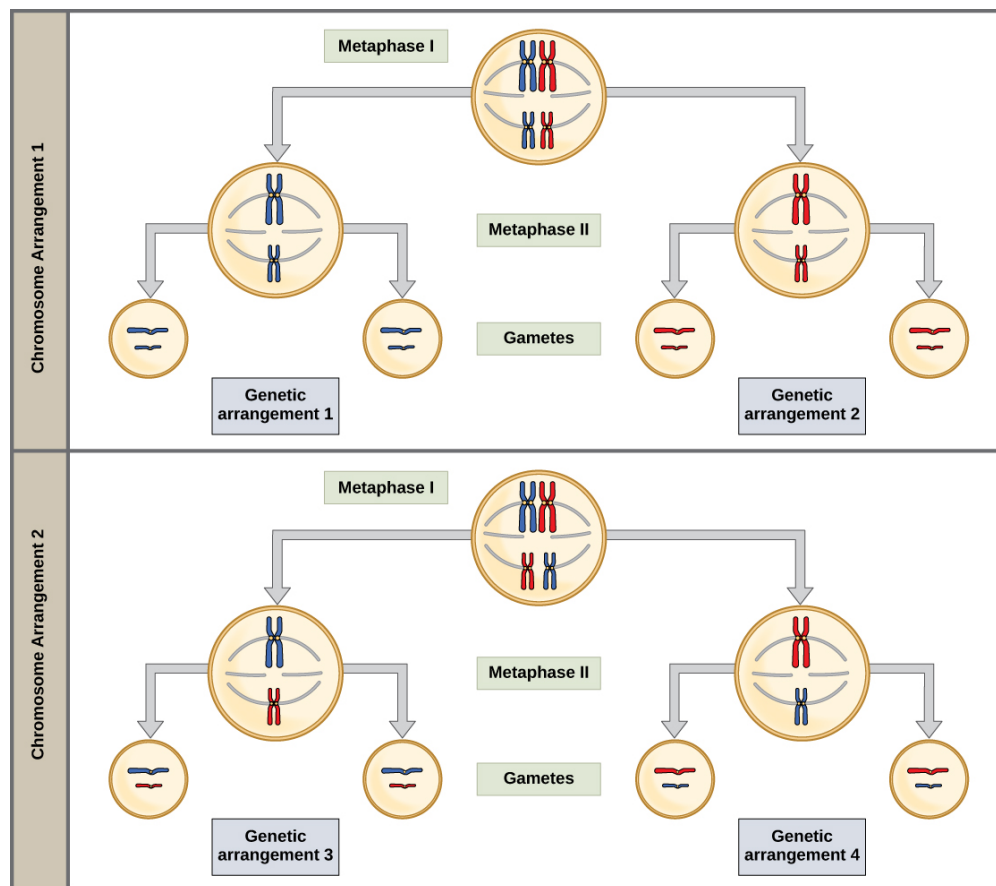 Chromosome Arrangement 1
Metaphase I
Metaphase II
Gametes
Genetic
arrangement 1
Genetic
arrangement 2
Chromosome Arrangement 2
Metaphase I
Metaphase II
Gametes
Genetic
arrangement 3
Genetic
arrangement 4